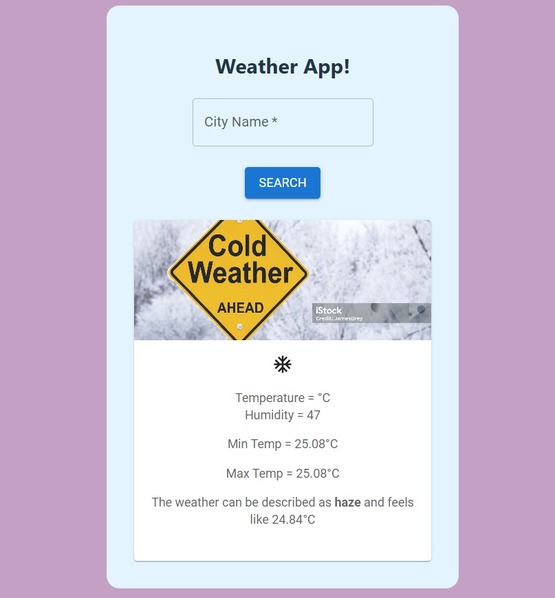 Weather App!
City Name *
SEARCH
Cold
Weather
AHEAD
iStock
Credit: JamesBrey
Temperature = °C
Humidity = 47
Min Temp = 25.08°C
Max Temp = 25.08°C
The weather can be described as haze and feels
like 24.84°C